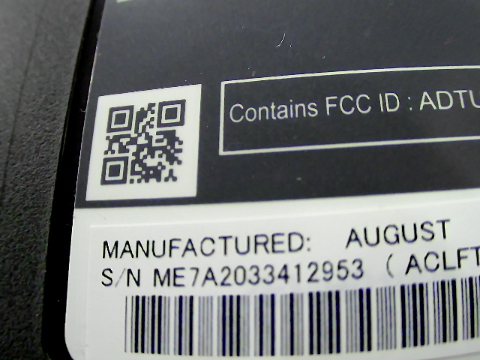 Contains FCC ID : ADTU
MANUFACTURED: AUGUST
S/N ME7A2033412953 ( ACLFT